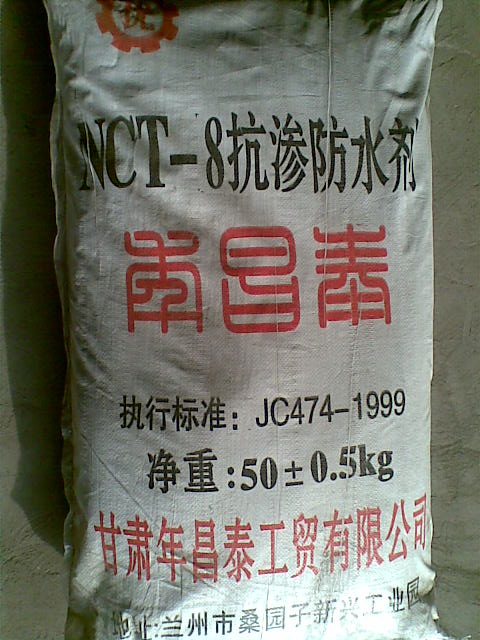 NCT-8抗渗防水剂
年昌泰
执行标准：JC474-1999
净重:50±0.5kg
甘肃年昌泰工贸有限公司
地址:兰州市桑园子新兴工业园